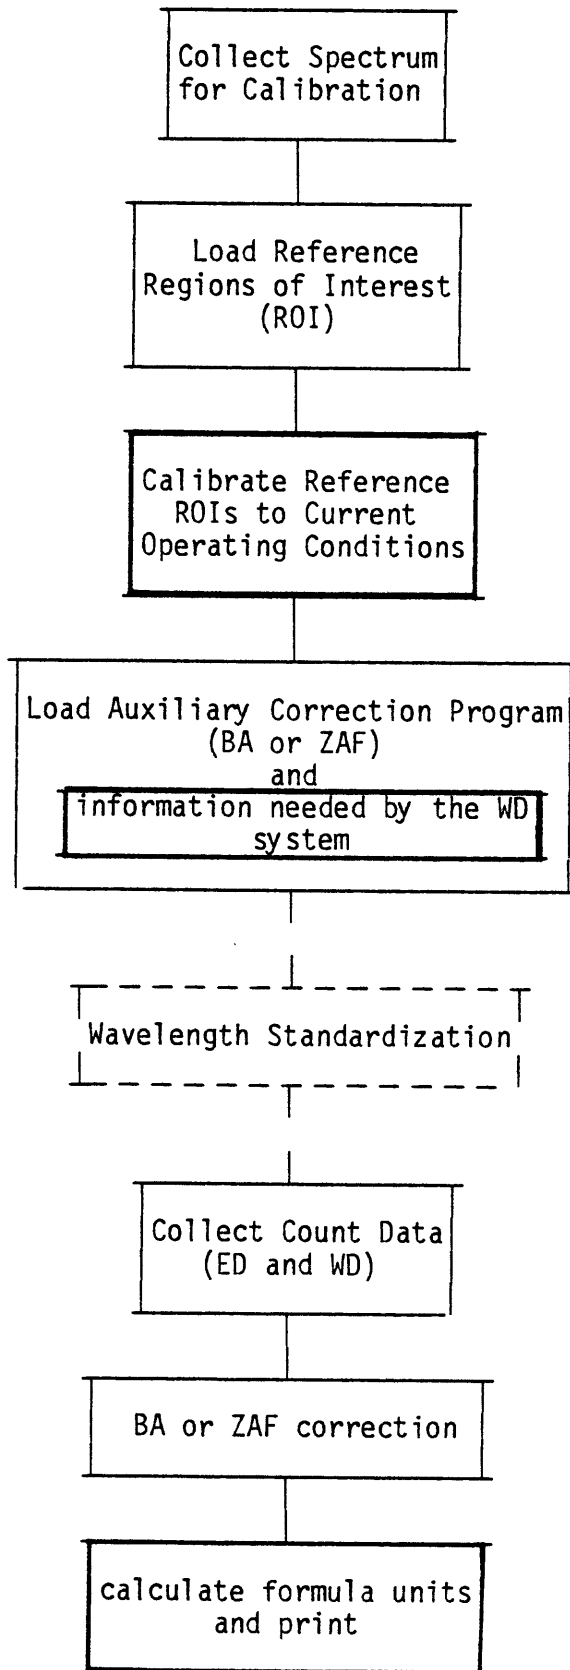 Collect Spectrum
for Calibration
Load Reference
Regions of Interest
(ROI)
Calibrate Reference
ROIs to Current
Operating Conditions
Load Auxiliary Correction Program
(BA or ZAF)
and
information needed by the WD
system
Wavelength Standardization
Collect Count Data
(ED and WD)
BA or ZAF correction
calculate formula units
and print